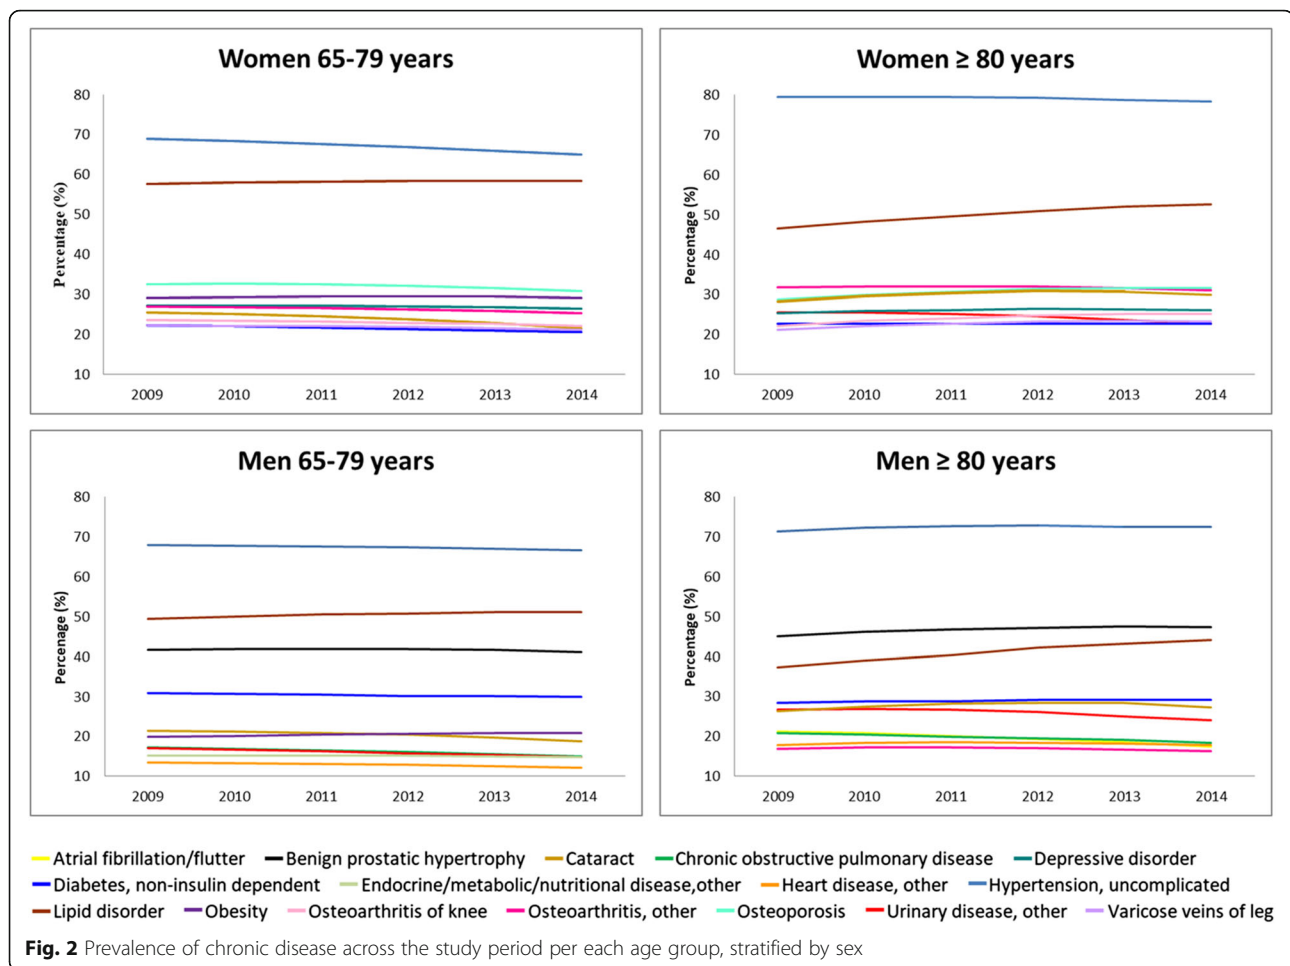 Women 65-79 years
Percentage (%)
80
70
60
50
40
30
20
10
2009 2010 2011 2012 2013 2014
Women ≥ 80 years
Percentage (%)
80
70
60
50
40
30
20
10
2009 2010 2011 2012 2013 2014
Men 65-79 years
Percenage (%)
80
70
60
50
40
30
20
10
2009 2010 2011 2012 2013 2014
Men ≥ 80 years
Percentage (%)
80
70
60
50
40
30
20
10
2009 2010 2011 2012 2013 2014
Atrial fibrillation/flutter Benign prostatic hypertrophy Cataract Chronic obstructive pulmonary disease Depressive disorder
Diabetes, non-insulin dependent Endocrine/metabolic/nutritional disease,other Heart disease, other Hypertension, uncomplicated
Lipid disorder Obesity Osteoarthritis of knee Osteoarthritis, other Osteoporosis Urinary disease, other Varicose veins of leg
Fig. 2 Prevalence of chronic disease across the study period per each age group, stratified by sex